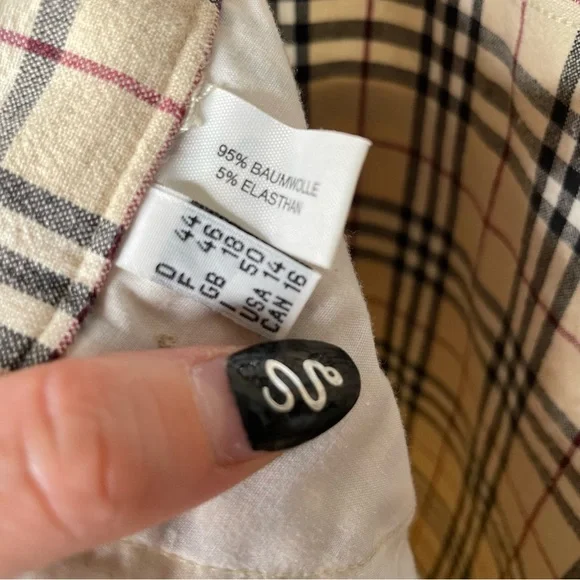 95% BAUMWOLLE
5% ELASTHAN
D 44
F 46
GB 18
I 50
USA 14
CAN 16